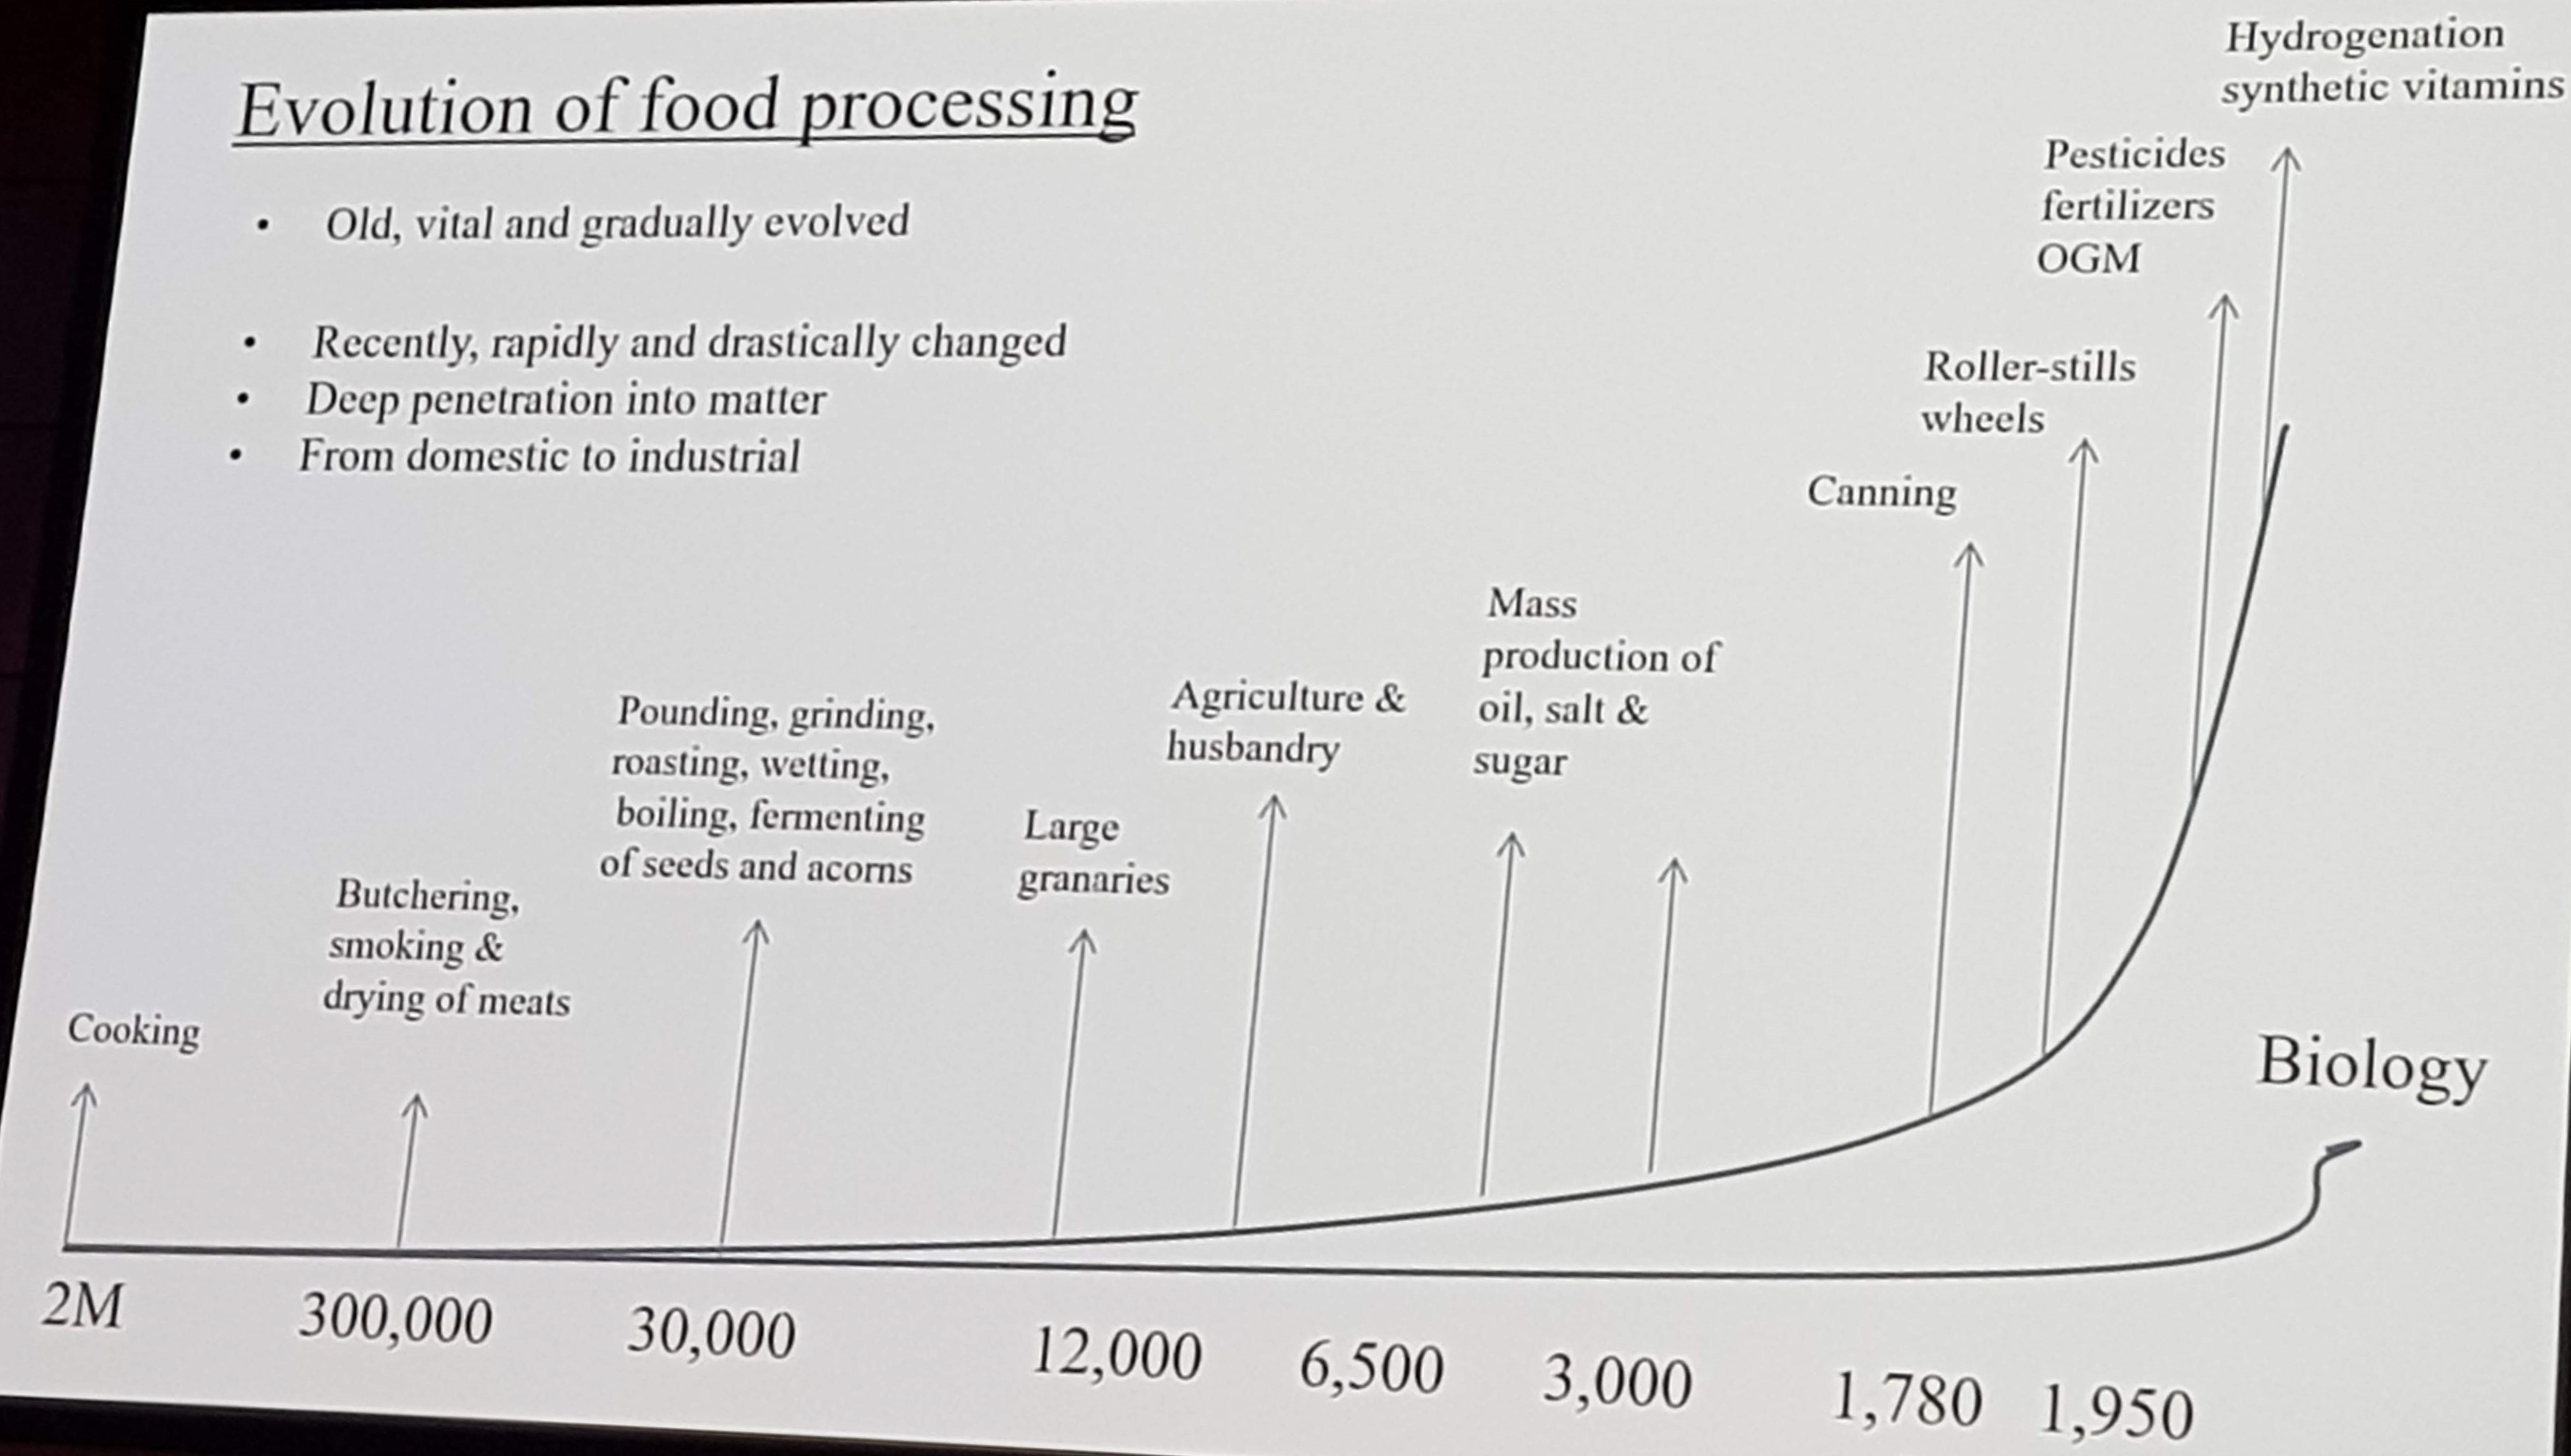 Evolution of food processing
• Old, vital and gradually evolved
• Recently, rapidly and drastically changed
• Deep penetration into matter
• From domestic to industrial
Cooking
Butchering,
smoking &
drying of meats
Pounding, grinding,
roasting, wetting,
boiling, fermenting
of seeds and acorns
Large
granaries
Agriculture &
husbandry
Mass
production of
oil, salt &
sugar
Canning
Roller-stills
wheels
Pesticides
fertilizers
OGM
Hydrogenation
synthetic vitamins
Biology
2M 300,000 30,000 12,000 6,500 3,000 1,780 1,950